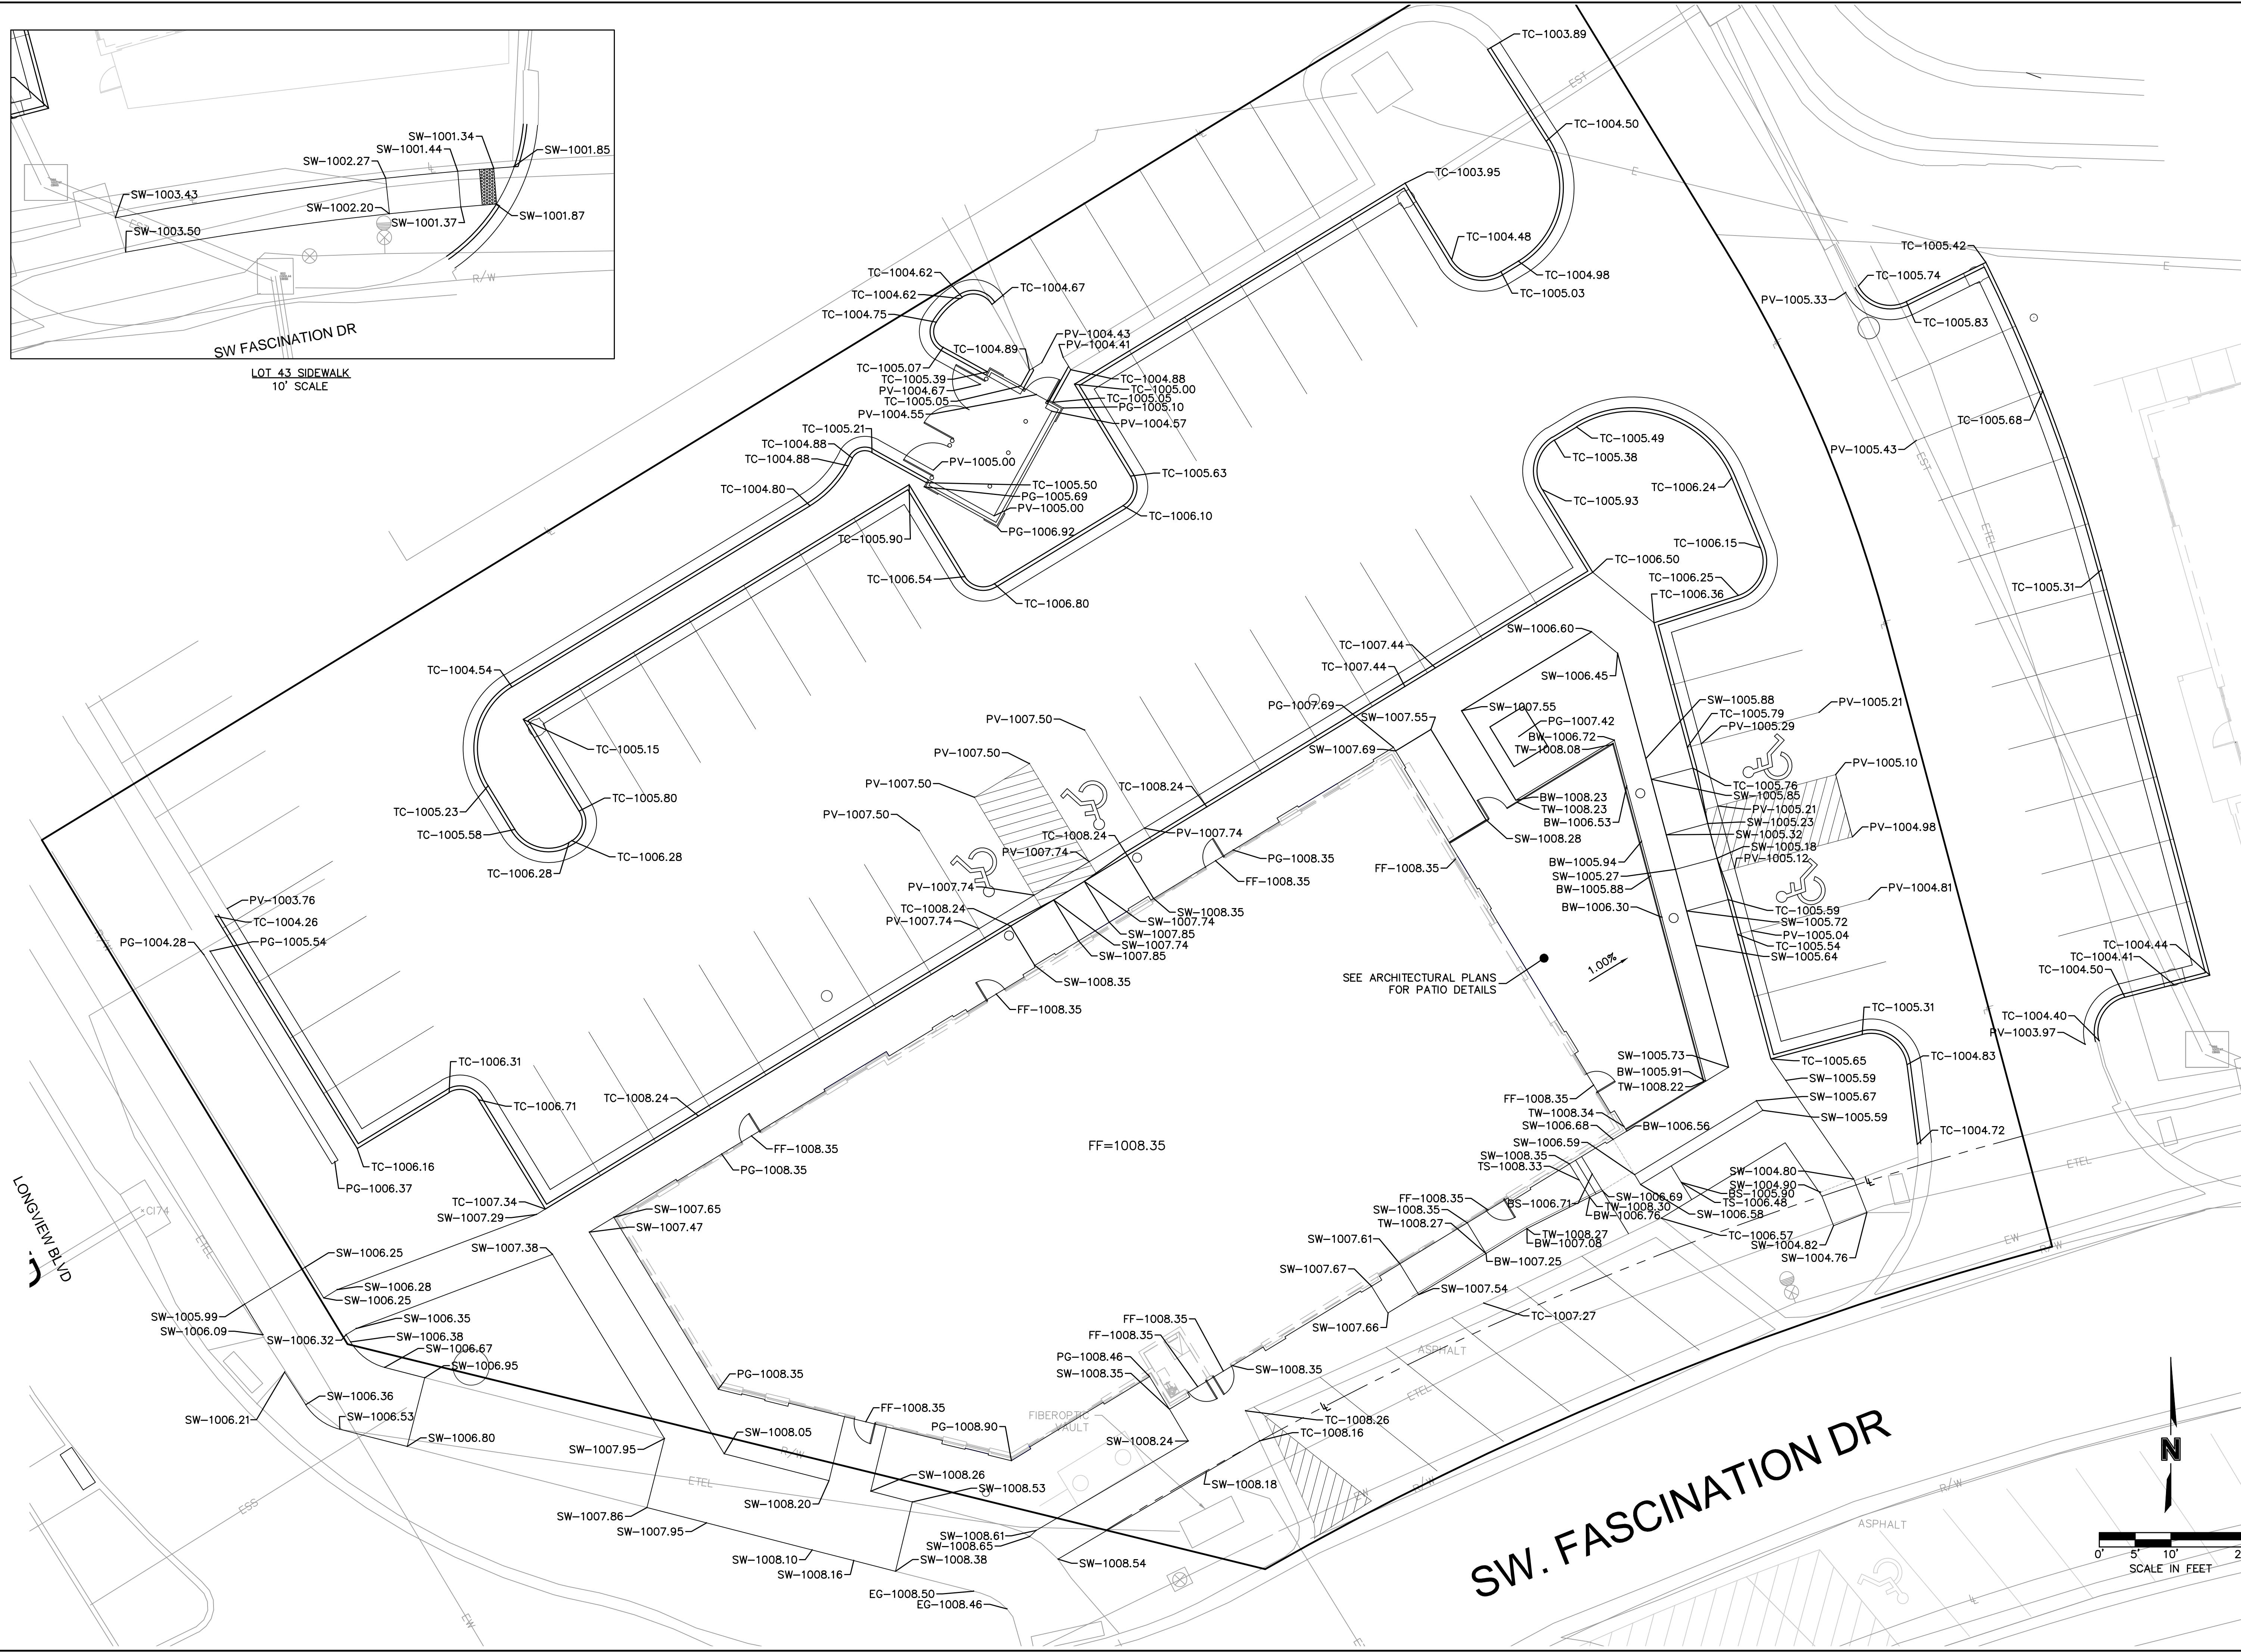 SW-1001.34
SW-1001.44
SW-1001.85
SW-1002.27
SW-1003.43
SW-1002.20
SW-1001.37
SW-1001.87
SW-1003.50
R/W
SW FASCINATION DR
LOT 43 SIDEWALK
10' SCALE
TC-1003.89
EST
TC-1004.50
E
TC-1003.95
TC-1004.48
TC-1004.98
TC-1005.03
TC-1005.42
TC-1005.74
E
PV-1005.33
TC-1005.83
TC-1004.62
TC-1004.62
TC-1004.67
TC-1004.75
PV-1004.43
PV-1004.41
TC-1004.89
TC-1005.07
TC-1005.39
PV-1004.67
TC-1005.05
PV-1004.55
TC-1004.88
TC-1005.00
TC-1005.05
PG-1005.10
PV-1004.57
TC-1005.21
TC-1004.88
TC-1004.88
PV-1005.00
TC-1005.63
TC-1004.80
TC-1005.50
PG-1005.69
PV-1005.00
TC-1006.10
PG-1006.92
TC-1005.90
TC-1006.54
TC-1006.80
TC-1005.49
TC-1005.38
TC-1006.24
TC-1005.93
TC-1006.15
TC-1006.50
TC-1006.25
TC-1006.36
TC-1005.68
PV-1005.43
EST
ETEL
TC-1005.31
SW-1006.60
TC-1007.44
TC-1007.44
SW-1006.45
TC-1004.54
PG-1007.69
SW-1007.55
SW-1007.55
PG-1007.42
BW-1006.72
TW-1008.08
SW-1007.69
SW-1005.88
TC-1005.79
PV-1005.29
PV-1005.21
PV-1007.50
PV-1007.50
PV-1007.50
PV-1007.50
TC-1005.15
TC-1005.80
TC-1005.23
TC-1005.58
TC-1006.28
TC-1006.28
TC-1008.24
BW-1008.23
TW-1008.23
BW-1006.53
SW-1008.28
PV-1005.10
TC-1005.76
SW-1005.85
PV-1005.21
SW-1005.23
SW-1005.32
SW-1005.18
PV-1005.12
PV-1004.98
TC-1008.24
PV-1007.74
PV-1007.74
PG-1008.35
FF-1008.35
FF-1008.35
BW-1005.94
SW-1005.27
BW-1005.88
BW-1006.30
PV-1004.81
TC-1005.59
SW-1005.72
PV-1005.04
TC-1005.54
SW-1005.64
PV-1007.74
TC-1008.24
PV-1007.74
SW-1008.35
SW-1007.74
SW-1007.85
SW-1007.74
SW-1007.85
SW-1008.35
FF-1008.35
PV-1003.76
TC-1004.26
PG-1004.28
PG-1005.54
SEE ARCHITECTURAL PLANS
FOR PATIO DETAILS
1.00%
TC-1004.44
TC-1004.41
TC-1004.50
TC-1004.40
PV-1003.97
TC-1005.31
TC-1006.31
TC-1006.71
TC-1008.24
SW-1005.73
BW-1005.91
TW-1008.22
TC-1005.65
TC-1004.83
SW-1005.59
SW-1005.67
SW-1005.59
FF-1008.35
TW-1008.34
SW-1006.68
BW-1006.56
TC-1004.72
FF-1008.35
PG-1008.35
FF=1008.35
TC-1006.16
PG-1006.37
SW-1006.59
SW-1008.35
TS-1008.33
FF-1008.35
BS-1006.71
SW-1006.69
TW-1008.30
BW-1006.76
SW-1004.80
SW-1004.90
BS-1005.90
TS-1006.48
SW-1006.58
ETEL
TC-1007.34
SW-1007.29
SW-1007.65
SW-1007.47
SW-1008.35
TW-1008.27
TW-1008.27
BW-1007.08
BW-1007.25
TC-1006.57
SW-1004.82
SW-1004.76
LONGVIEW BLVD
CI74
ETEL
SW-1006.25
SW-1007.38
SW-1007.61
SW-1007.67
SW-1007.54
EW
R/W
SW-1006.28
SW-1006.25
SW-1005.99
SW-1006.09
SW-1006.35
SW-1006.32
SW-1006.38
SW-1006.67
SW-1006.95
SW-1007.66
TC-1007.27
FF-1008.35
FF-1008.35
PG-1008.46
SW-1008.35
SW-1008.35
ASPHALT
ETEL
PG-1008.35
SW-1006.21
SW-1006.36
SW-1006.53
SW-1006.80
SW-1007.95
SW-1008.05
FF-1008.35
PG-1008.90
FIBEROPTIC
VAULT
TC-1008.26
TC-1008.16
SW-1008.24
R/W
ETEL
SW-1008.26
SW-1008.53
SW-1008.18
SW-1008.20
SW-1007.86
SW-1007.95
EW
R/W
ESS
SW-1008.61
SW-1008.65
SW-1008.10
SW-1008.16
SW-1008.38
SW-1008.54
EG-1008.50
EG-1008.46
EW
SW. FASCINATION DR
R/W
ASPHALT
N
0' 5' 10'
SCALE IN FEET